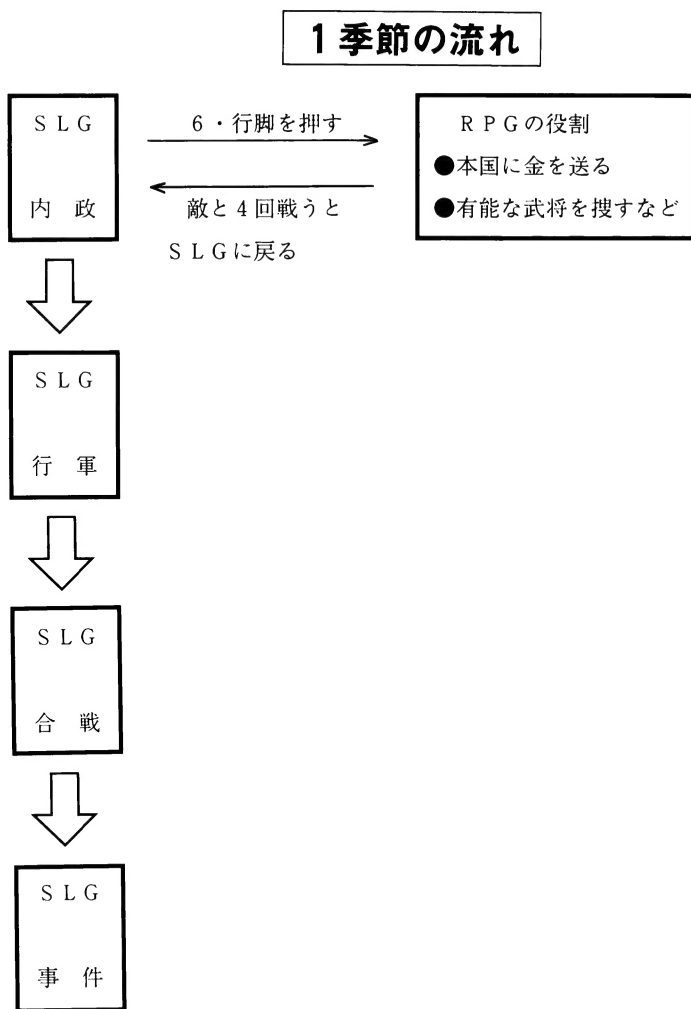 1季節の流れ
SLG
内政
6・行脚を押す
敵と4回戦うと
SLGに戻る
RPGの役割
●本国に金を送る
●有能な武将を捜すなど
SLG
行軍
SLG
合戦
SLG
事件